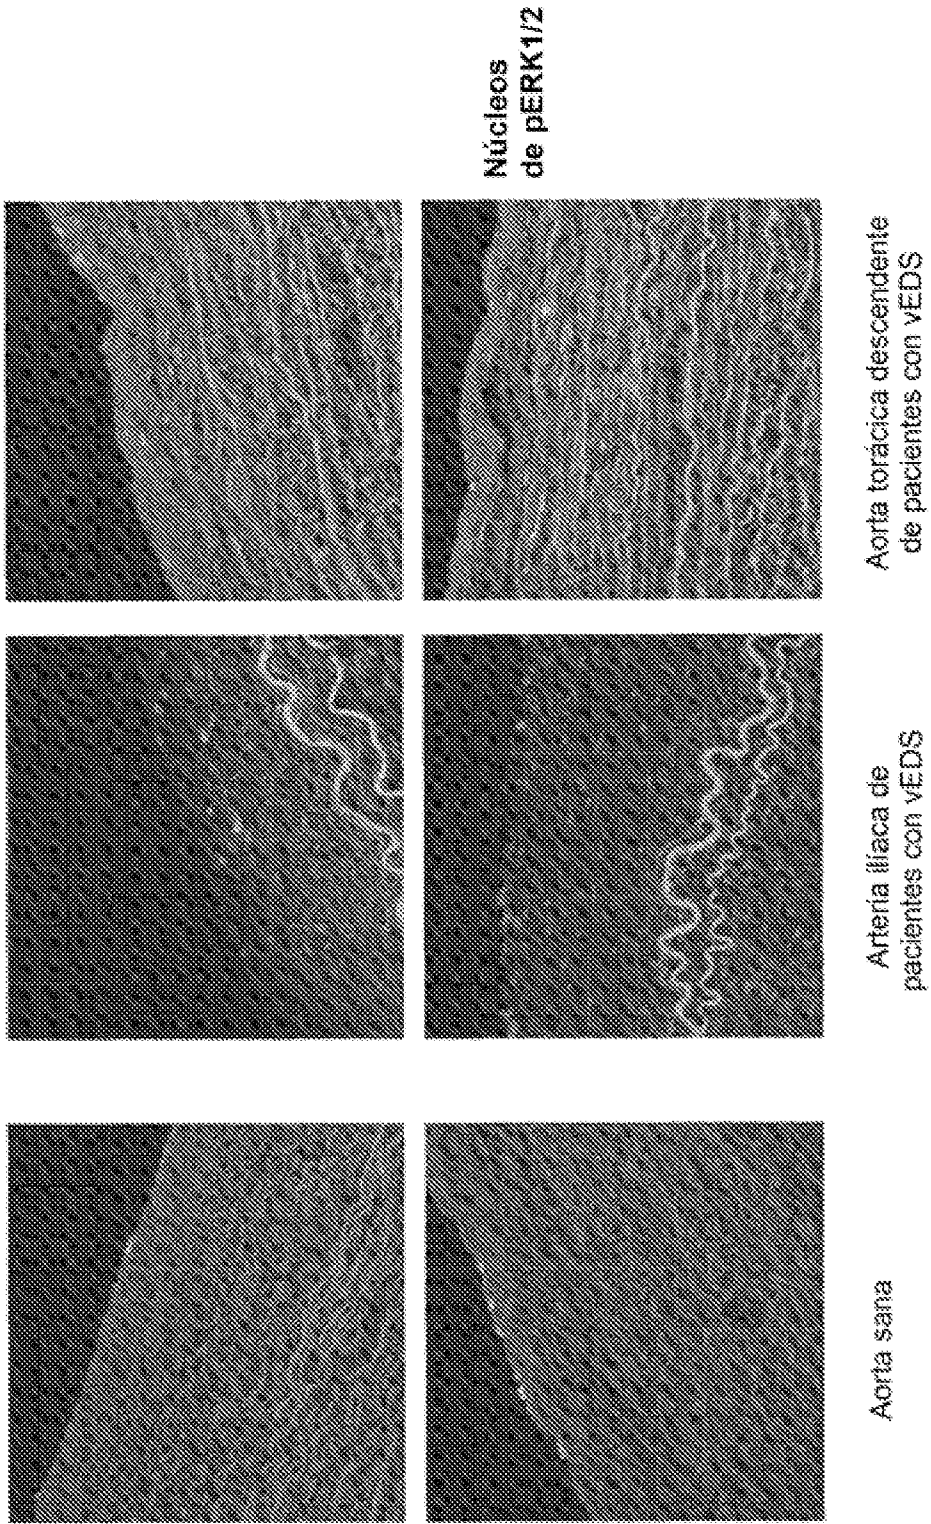 Núcleos
de pERK1/2
Aorta sana
Arteria ilíaca de
pacientes con vEDS
Aorta torácica descendente
de pacientes con vEDS